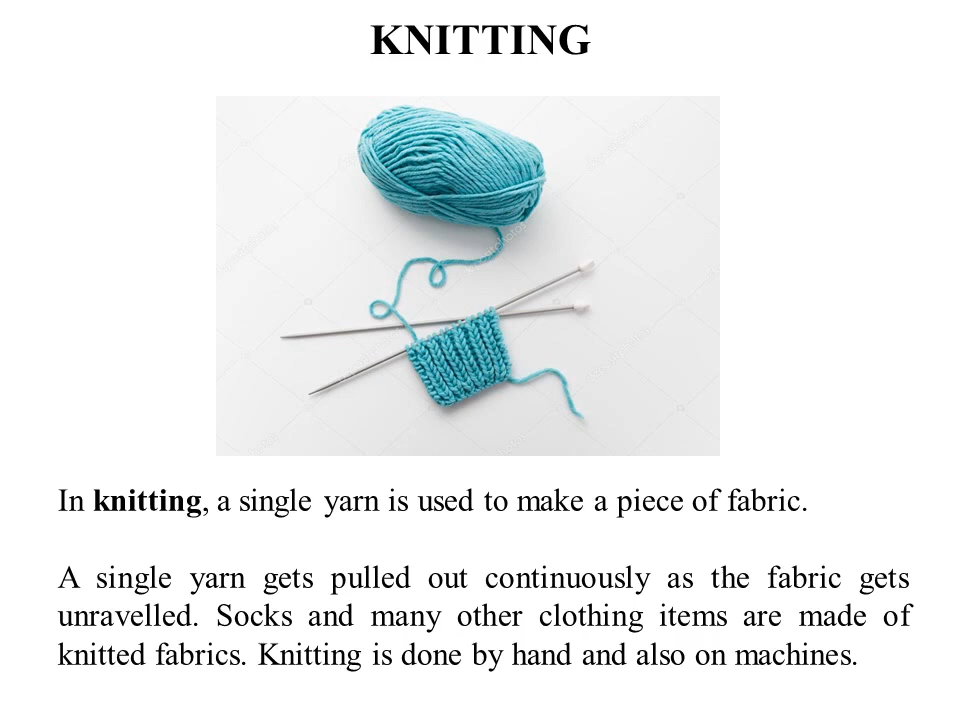 KNITTING
In knitting, a single yarn is used to make a piece of fabric.
A single yarn gets pulled out continuously as the fabric gets
unravelled. Socks and many other clothing items are made of
knitted fabrics. Knitting is done by hand and also on machines.